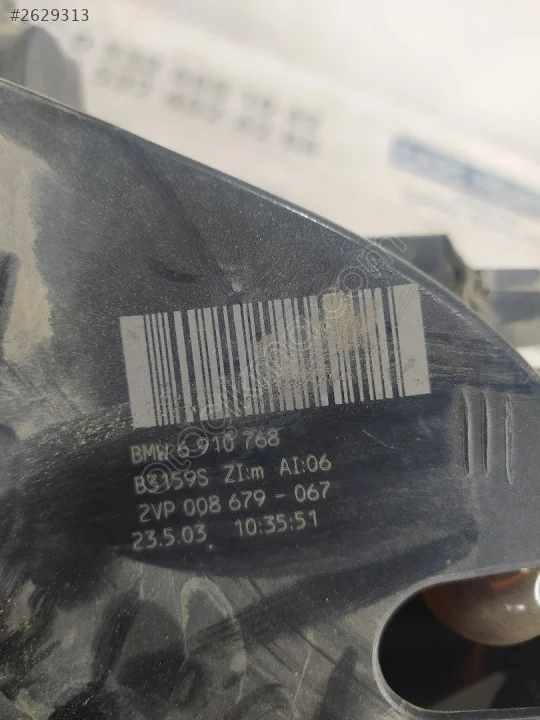 #2629313
BMW 6 910 768
B3159S ZI:m AI:06
2VP 008 679 - 067
23.5.03 10:35:51